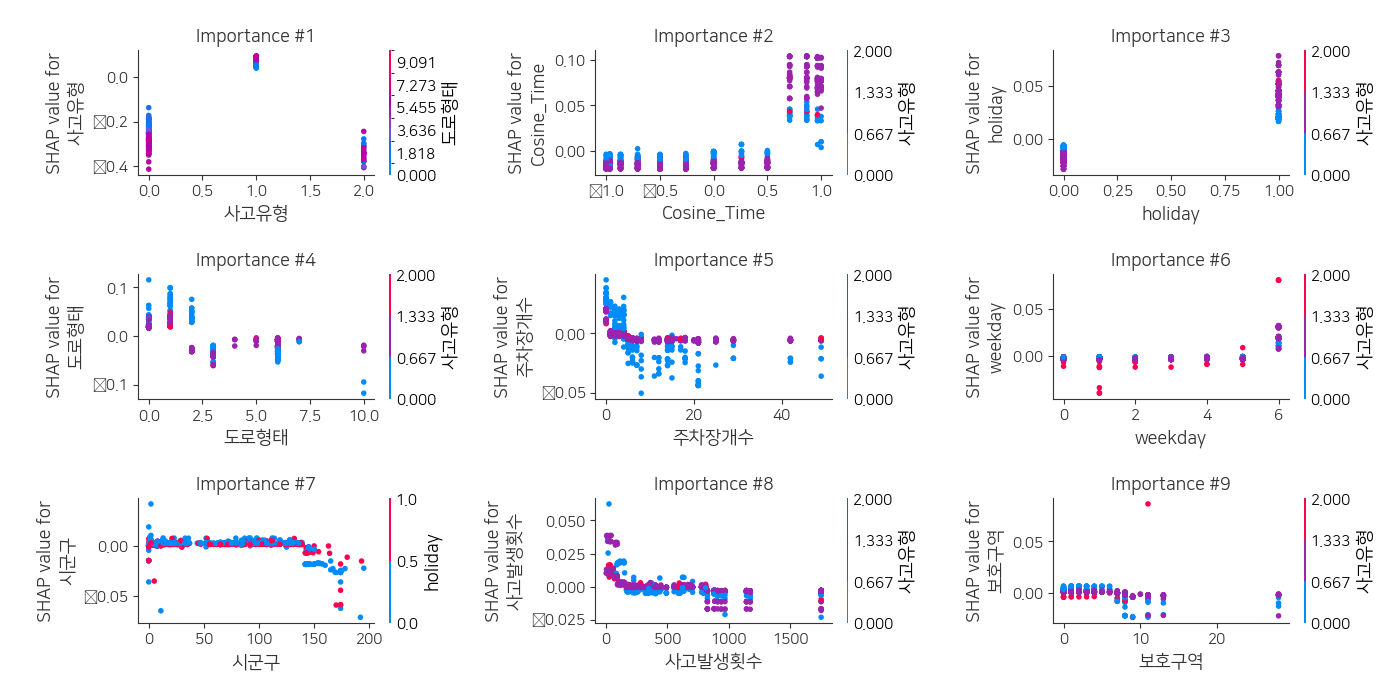 Importance #1
Importance #2
Importance #3
SHAP value for
사고유형
0.0
0.2
0.4
0.0
0.5
1.0
1.5
2.0
사고유형
9.091
7.273
5.455
3.636
1.818
0.000
도로형태
SHAP value for
Cosine_Time
0.10
0.05
0.00
1.0
0.5
0.0
0.5
1.0
Cosine_Time
2.000
1.333
0.667
0.000
사고유형
SHAP value for
holiday
0.05
0.00
0.00
0.25
0.50
0.75
1.00
holiday
2.000
1.333
0.667
0.000
사고유형
Importance #4
Importance #5
Importance #6
SHAP value for
도로형태
0.1
0.0
0.1
0.0
2.5
5.0
7.5
10.0
도로형태
2.000
1.333
0.667
0.000
사고유형
SHAP value for
주차장개수
0.00
0.05
0
20
40
주차장개수
2.000
1.333
0.667
0.000
사고유형
SHAP value for
weekday
0.05
0.00
0
2
4
6
weekday
2.000
1.333
0.667
0.000
사고유형
Importance #7
Importance #8
Importance #9
SHAP value for
시군구
0.00
0.05
0
50
100
150
200
시군구
1.0
0.5
0.0
holiday
SHAP value for
사고발생횟수
0.050
0.025
0.000
0.025
0
500
1000
1500
사고발생횟수
2.000
1.333
0.667
0.000
사고유형
SHAP value for
보호구역
0.05
0.00
0
10
20
보호구역
2.000
1.333
0.667
0.000
사고유형